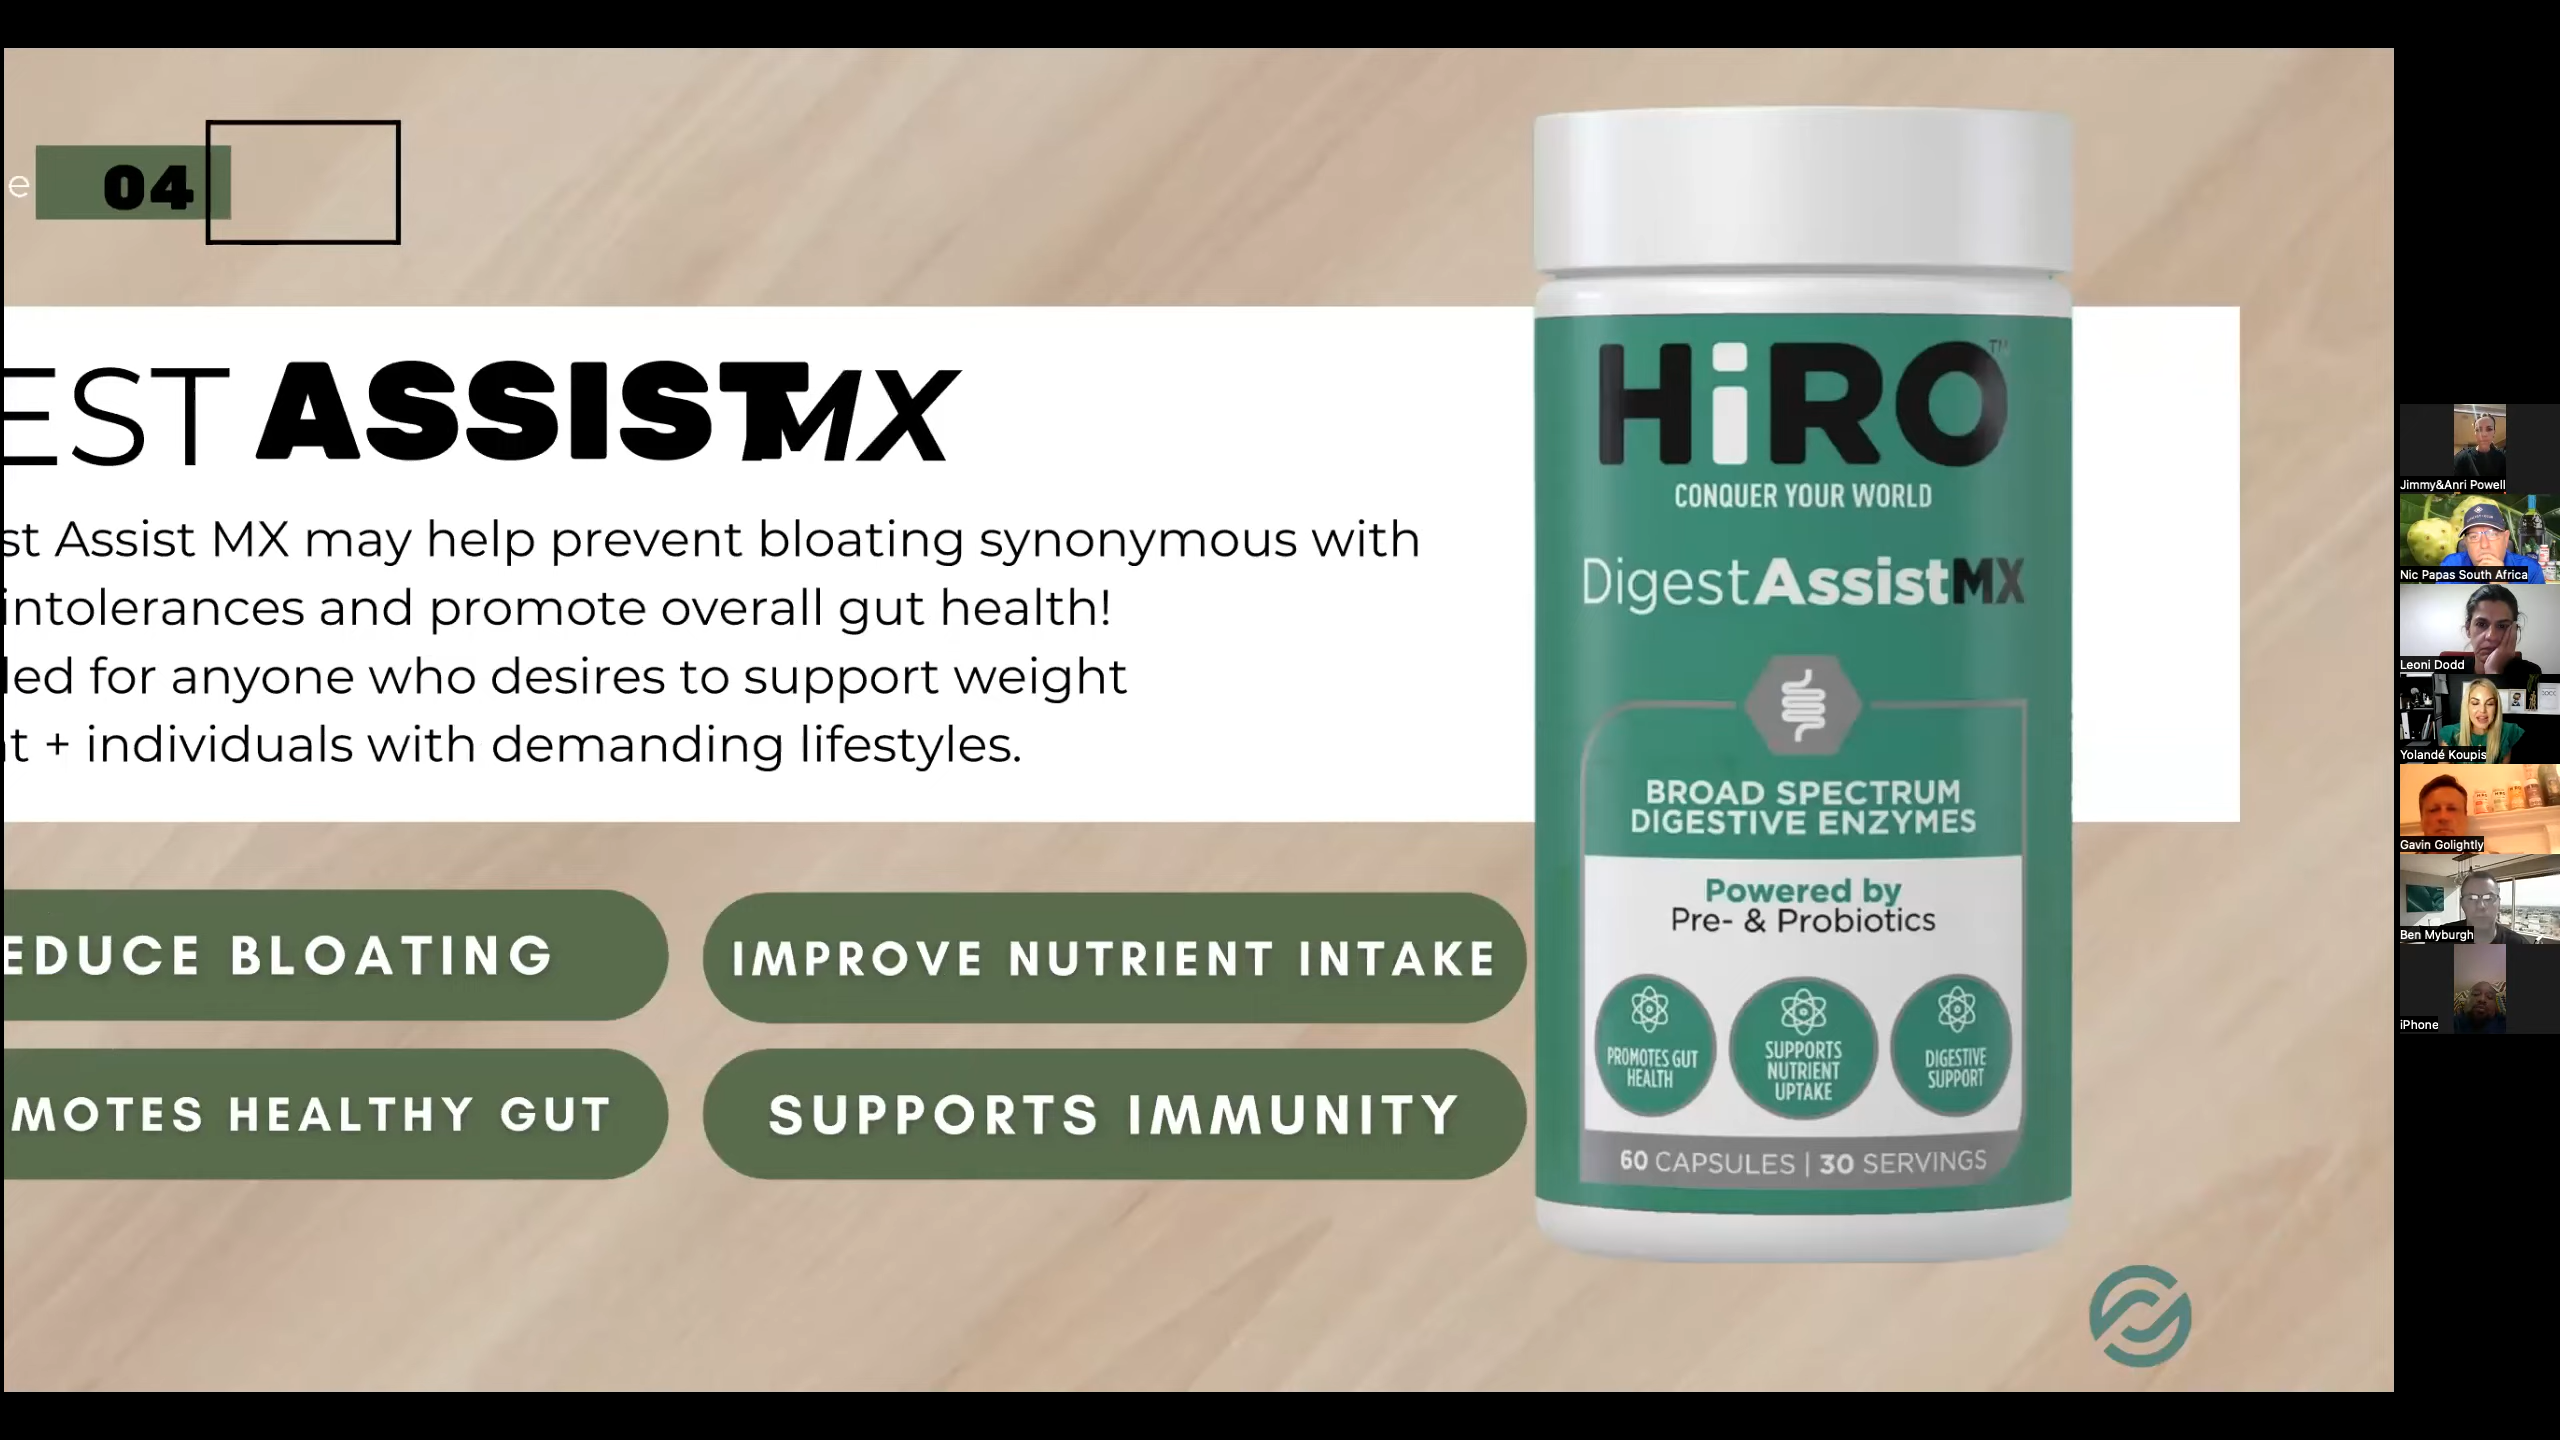 e
04
EST ASSIST MX
st Assist MX may help prevent bloating synonymous with
intolerances and promote overall gut health!
led for anyone who desires to support weight
t + individuals with demanding lifestyles.
EDUCE BLOATING
IMPROVE NUTRIENT INTAKE
MOTES HEALTHY GUT
SUPPORTS IMMUNITY
HiRO™
CONQUER YOUR WORLD
DigestAssistMX
BROAD SPECTRUM
DIGESTIVE ENZYMES
Powered by
Pre- & Probiotics
PROMOTES GUT
HEALTH
SUPPORTS
NUTRIENT
UPTAKE
DIGESTIVE
SUPPORT
60 CAPSULES | 30 SERVINGS
Jimmy&Anri Powell
Nic Papas South Africa
Leoni Dodd
Yolandé Koupis
Gavin Golightly
Ben Myburgh
iPhone